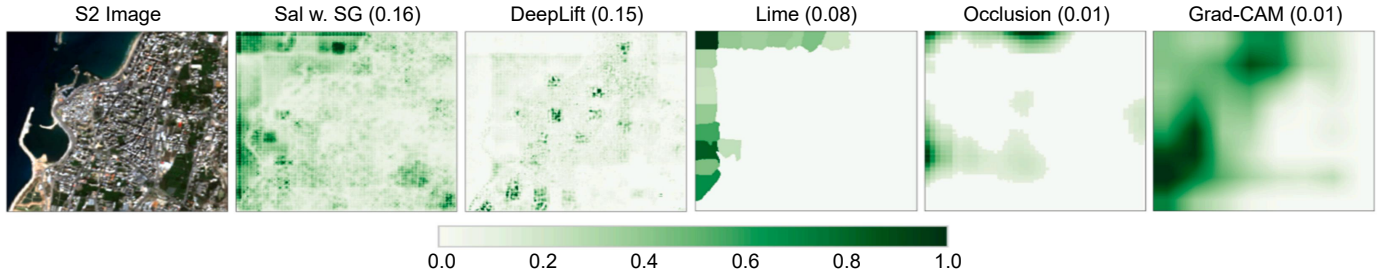 S2 Image Sal w. SG (0.16) DeepLift (0.15) Lime (0.08) Occlusion (0.01) Grad-CAM (0.01)
0.0 0.2 0.4 0.6 0.8 1.0